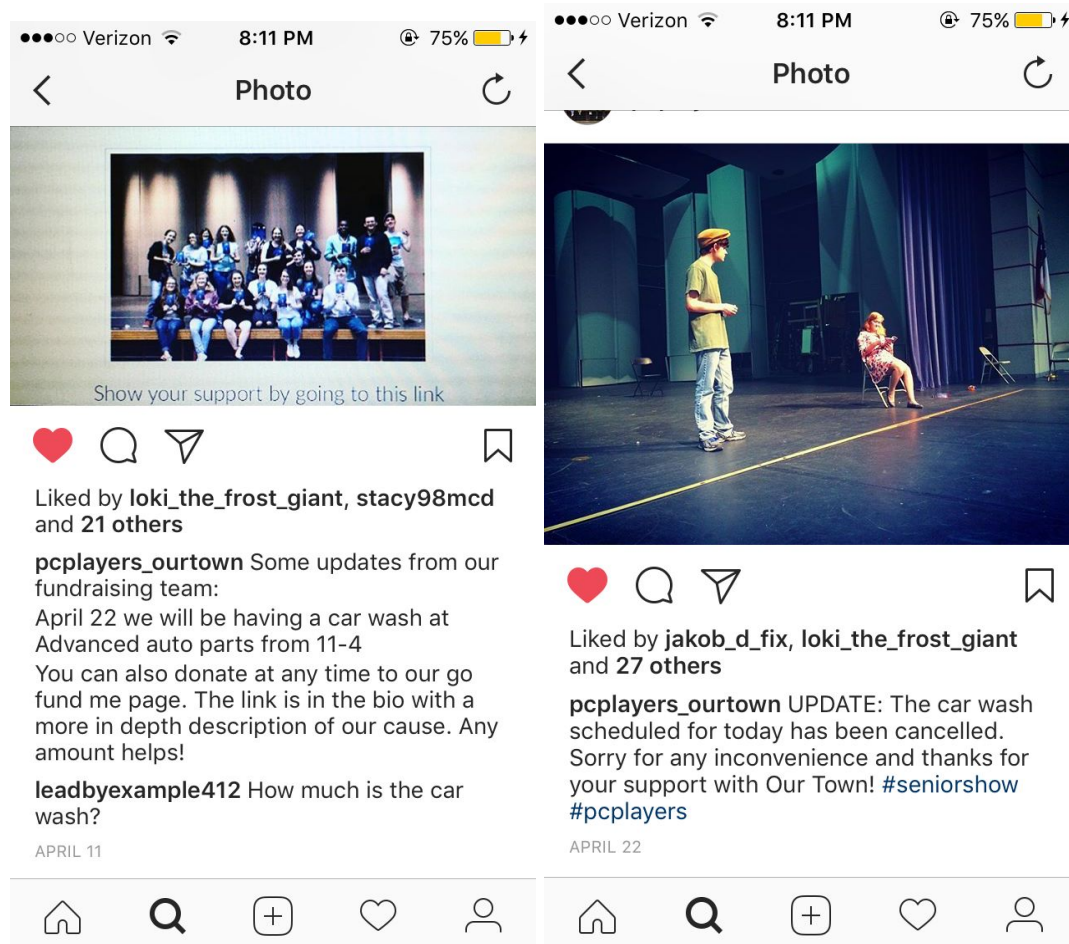 Verizon 8:11 PM 75%
Photo
Show your support by going to this link
Liked by loki_the_frost_giant, stacy98mcd
and 21 others
pcplayers_ourtown Some updates from our
fundraising team:
April 22 we will be having a car wash at
Advanced auto parts from 11-4
You can also donate at any time to our go
fund me page. The link is in the bio with a
more in depth description of our cause. Any
amount helps!
leadbyexample412 How much is the car
wash?
APRIL 11
Verizon 8:11 PM 75%
Photo
Liked by jakob_d_fix, loki_the_frost_giant
and 27 others
pcplayers_ourtown UPDATE: The car wash
scheduled for today has been cancelled.
Sorry for any inconvenience and thanks for
your support with Our Town! #seniorshow
#pcplayers
APRIL 22